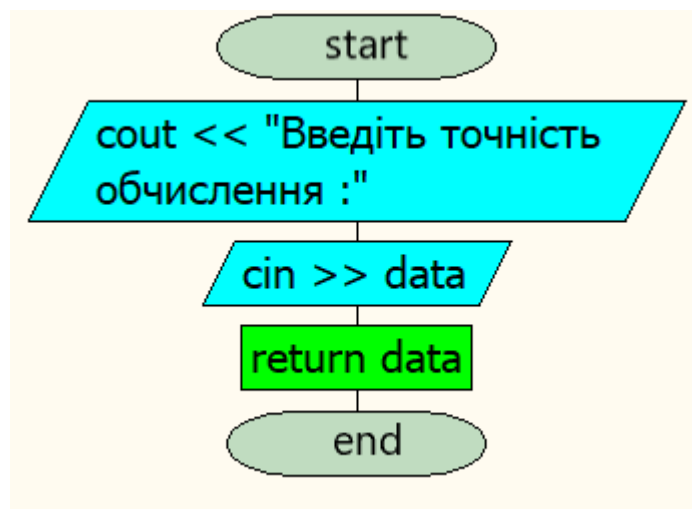 start
cout << "Введіть точність
обчислення :"
cin >> data
return data
end